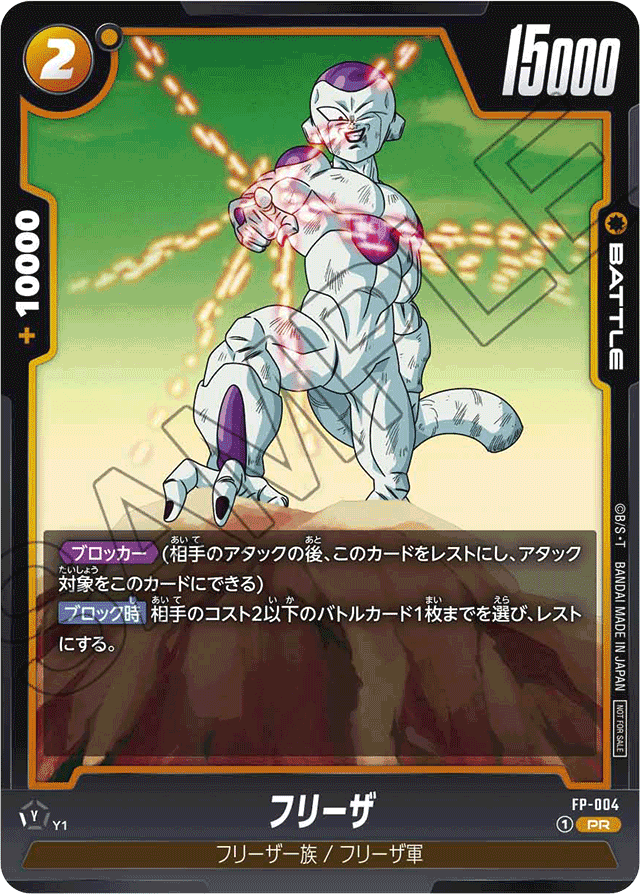 2
15000
+10000
BATTLE
ブロッカー (相手のアタックの後、このカードをレストにし、アタック
対象をこのカードにできる)
ブロック時 相手のコスト2以下のバトルカード1枚までを選び、レスト
にする。
©B/S・T BANDAI MADE IN JAPAN
NOT FOR SALE
SAMPLE
フリーザ
FP-004
Y Y1
1 PR
フリーザ一族 / フリーザ軍